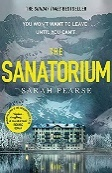 THE SUNDAY TIMES BESTSELLER
YOU WON'T WANT TO LEAVE . . .
. . . UNTIL YOU CAN'T
THE
SANATORIUM
SARAH PEARSE